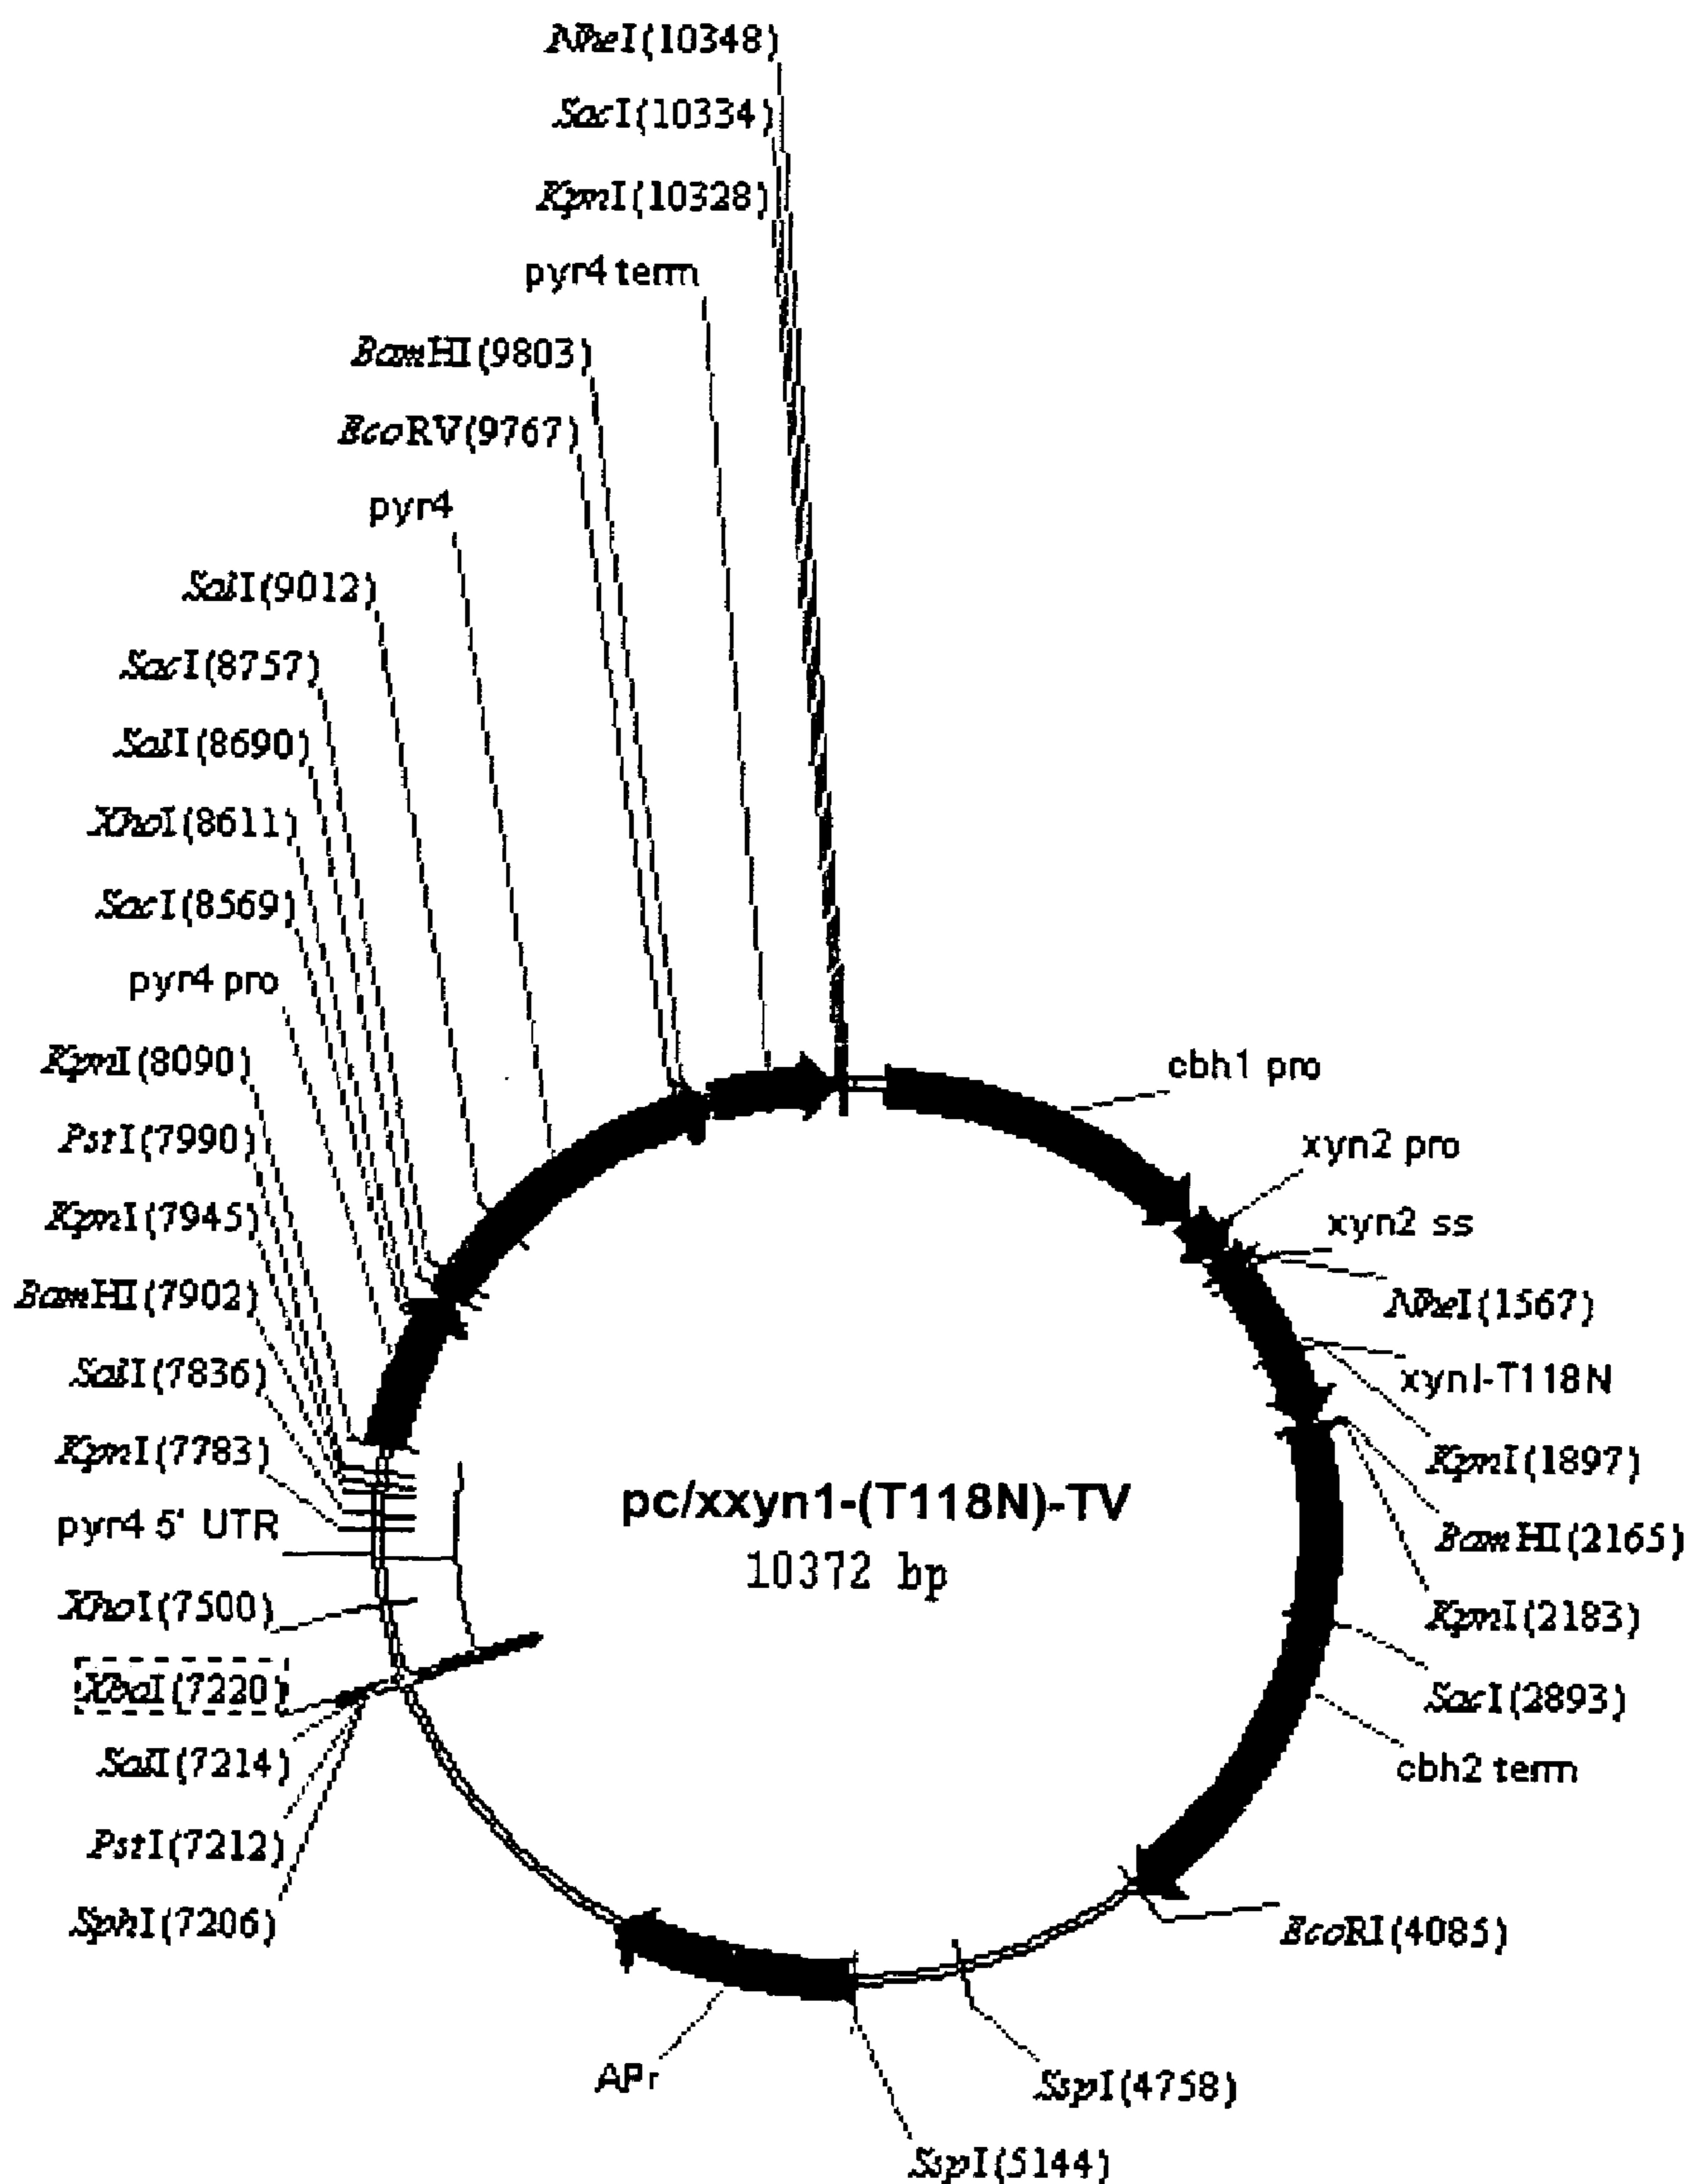 NheI(10348)
SacI(10334)
KpnI(10328)
pyr4 term
BamHI(9803)
EcoRV(9767)
pyr4
SalI(9012)
SacI(8757)
SalI(8690)
XhoI(8611)
SacI(8569)
pyr4 pro
KpnI(8090)
PstI(7990)
KpnI(7945)
BamHI(7902)
SalI(7836)
KpnI(7783)
pyr4 5' UTR
XhoI(7500)
XbaI(7220)
SalI(7214)
PstI(7212)
SphI(7206)
cbh1 pro
xyn2 pro
xyn2 ss
NheI(1567)
xynI-T118N
KpnI(1897)
BamHI(2165)
KpnI(2183)
SacI(2893)
cbh2 term
EcoRI(4085)
SspI(4758)
SspI(5144)
APr
pc/xxyn1-(T118N)-TV
10372 bp